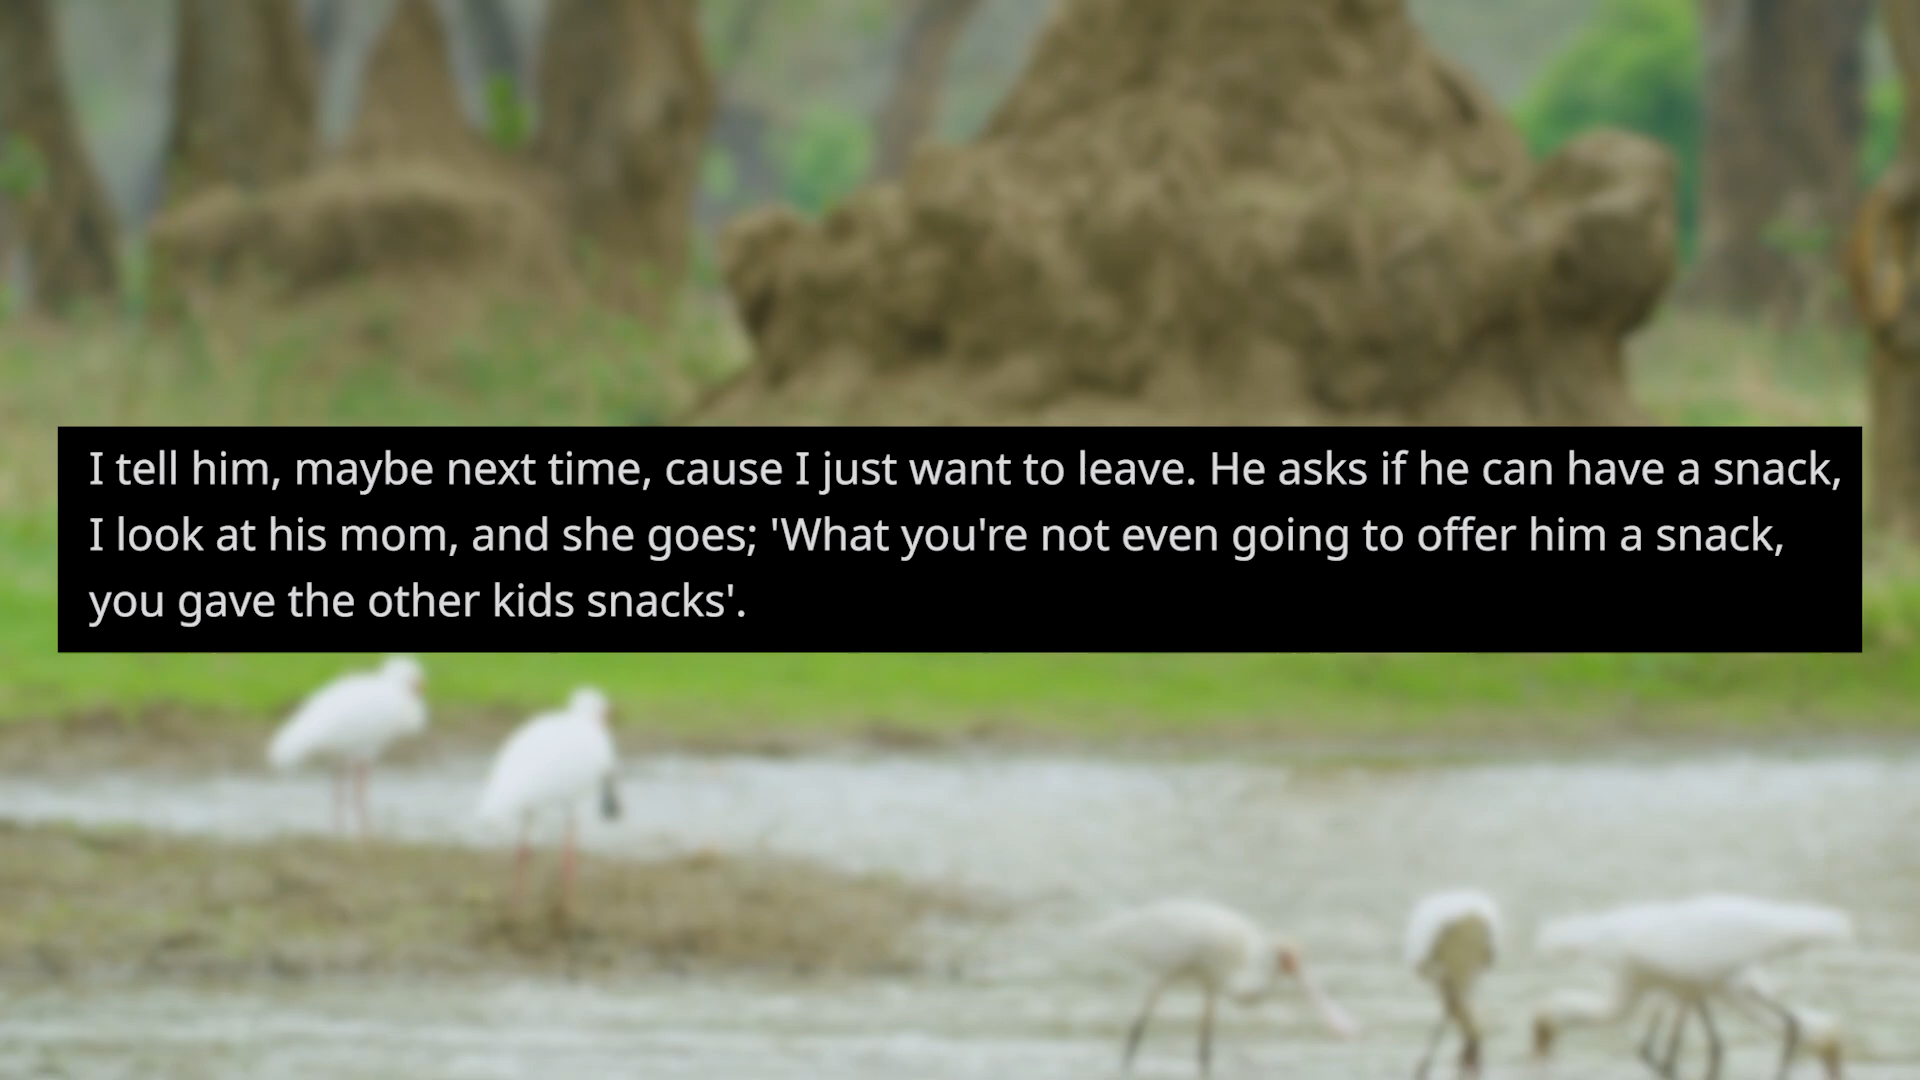 I tell him, maybe next time, cause I just want to leave. He asks if he can have a snack,
I look at his mom, and she goes; 'What you're not even going to offer him a snack,
you gave the other kids snacks'.